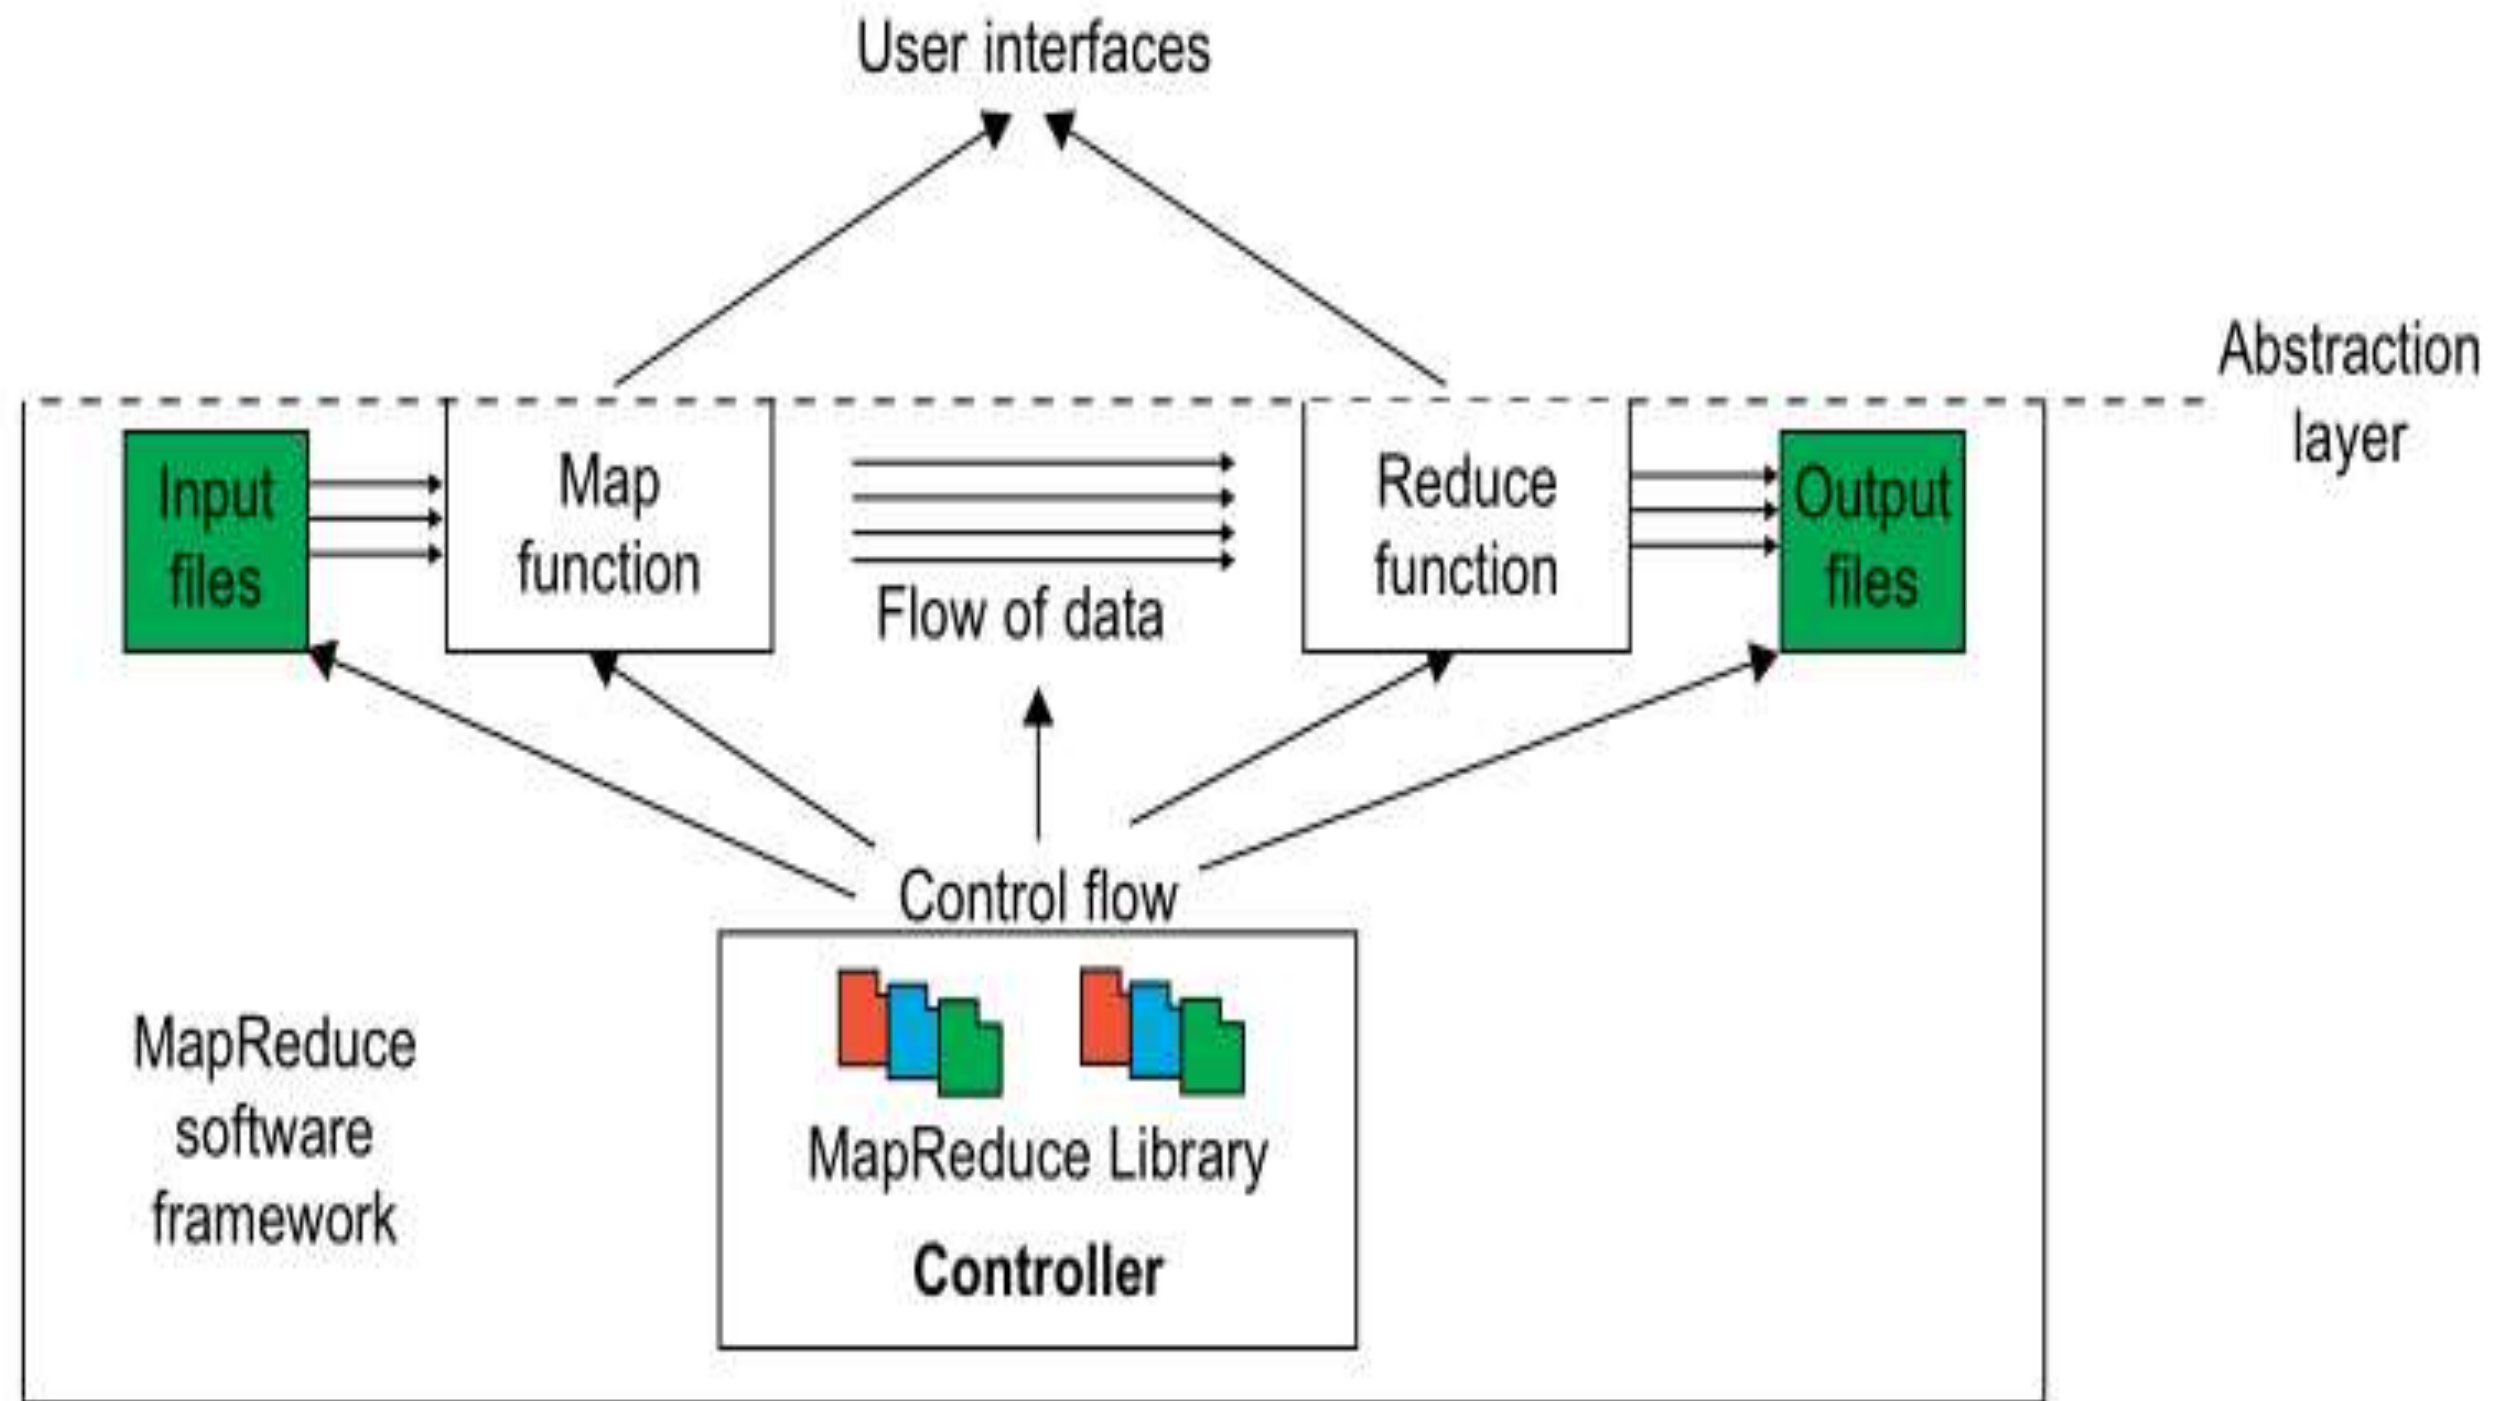 User interfaces
Abstraction
layer
Input
files
Map
function
Flow of data
Reduce
function
Output
files
Control flow
MapReduce
software
framework
MapReduce Library
Controller